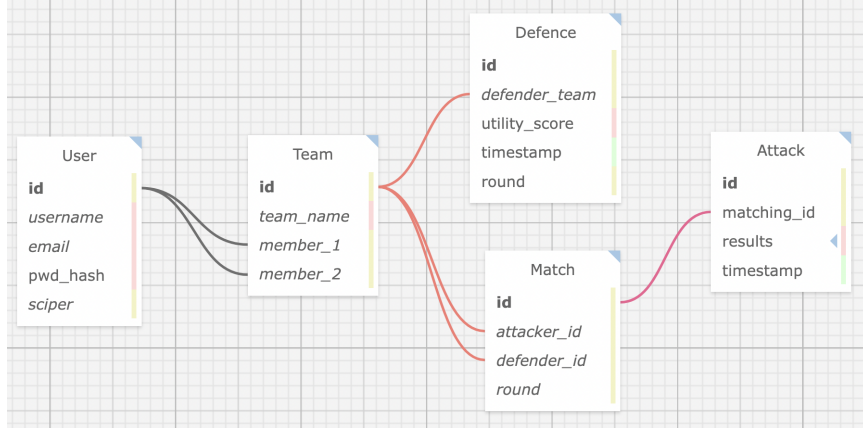 User
id
username
email
pwd_hash
sciper
Team
id
team_name
member_1
member_2
Defence
id
defender_team
utility_score
timestamp
round
Match
id
attacker_id
defender_id
round
Attack
id
matching_id
results
timestamp